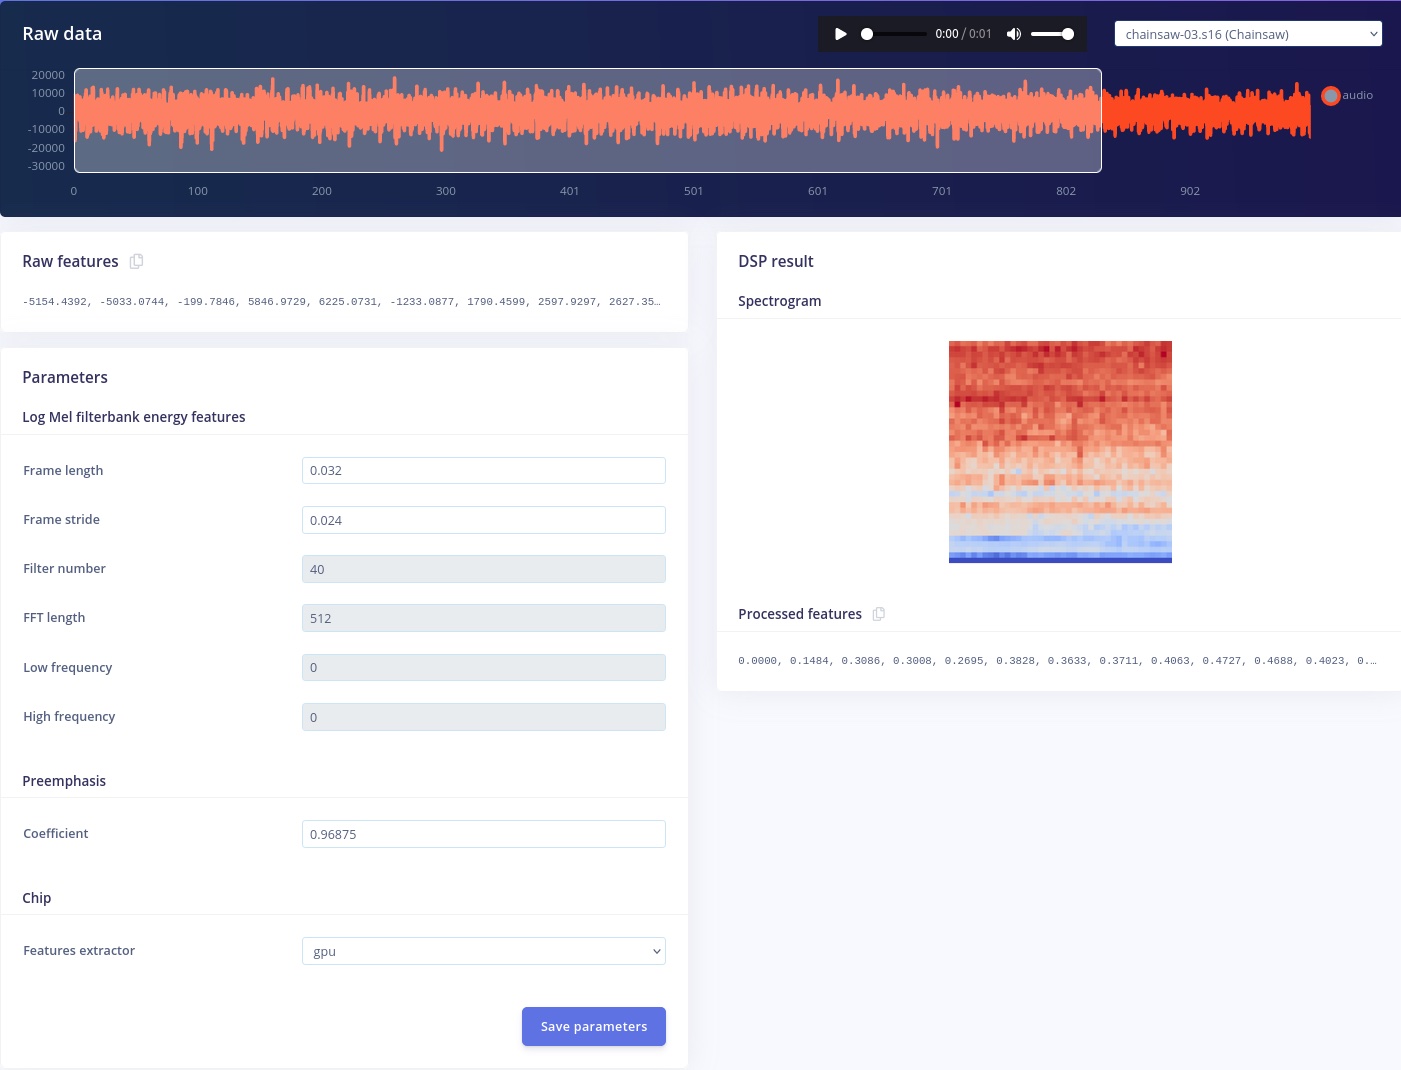 Raw data
0:00 / 0:01
chainsaw-03.s16 (Chainsaw)
20000
10000
0
-10000
-20000
-30000
audio
0 100 200 300 401 501 601 701 802 902
Raw features
-5154.4392, -5033.0744, -199.7846, 5846.9729, 6225.0731, -1233.0877, 1790.4599, 2597.9297, 2627.35…
Parameters
Log Mel filterbank energy features
Frame length 0.032
Frame stride 0.024
Filter number 40
FFT length 512
Low frequency 0
High frequency 0
Preemphasis
Coefficient 0.96875
Chip
Features extractor gpu
Save parameters
DSP result
Spectrogram
Processed features
0.0000, 0.1484, 0.3086, 0.3008, 0.2695, 0.3828, 0.3633, 0.3711, 0.4063, 0.4727, 0.4688, 0.4023, 0.…